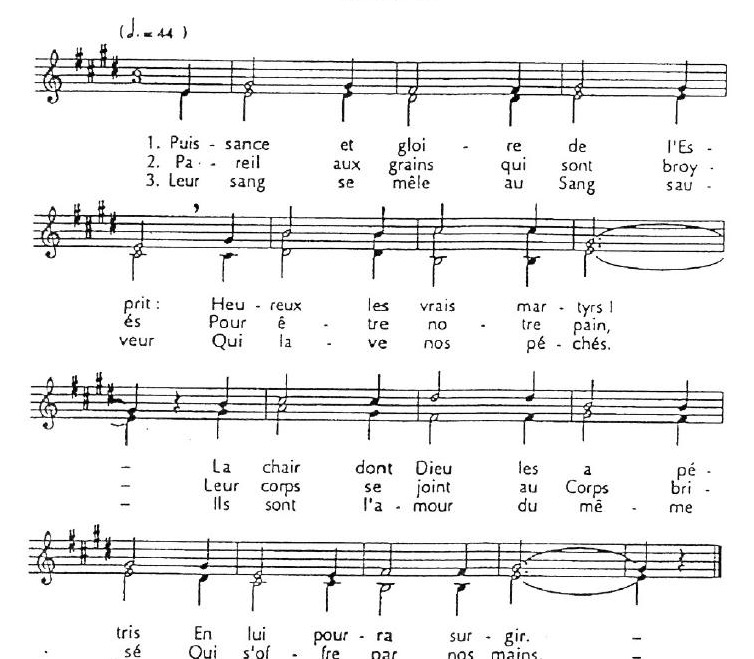 (𝅗𝅥. = 44 )
1. Puis - sance et gloi - re de l'Es -
2. Pa - reil aux grains qui sont broy -
3. Leur sang se mêle au Sang sau -
prit : Heu - reux les vrais mar - tyrs !
és Pour ê - tre no - tre pain,
veur Qui la - ve nos pé - chés.
– La chair dont Dieu les a pé -
– Leur corps se joint au Corps bri -
– Ils sont l'a - mour du mê - me
tris En lui pour - ra sur - gir. –
sé Qui s'of - fre par nos mains.